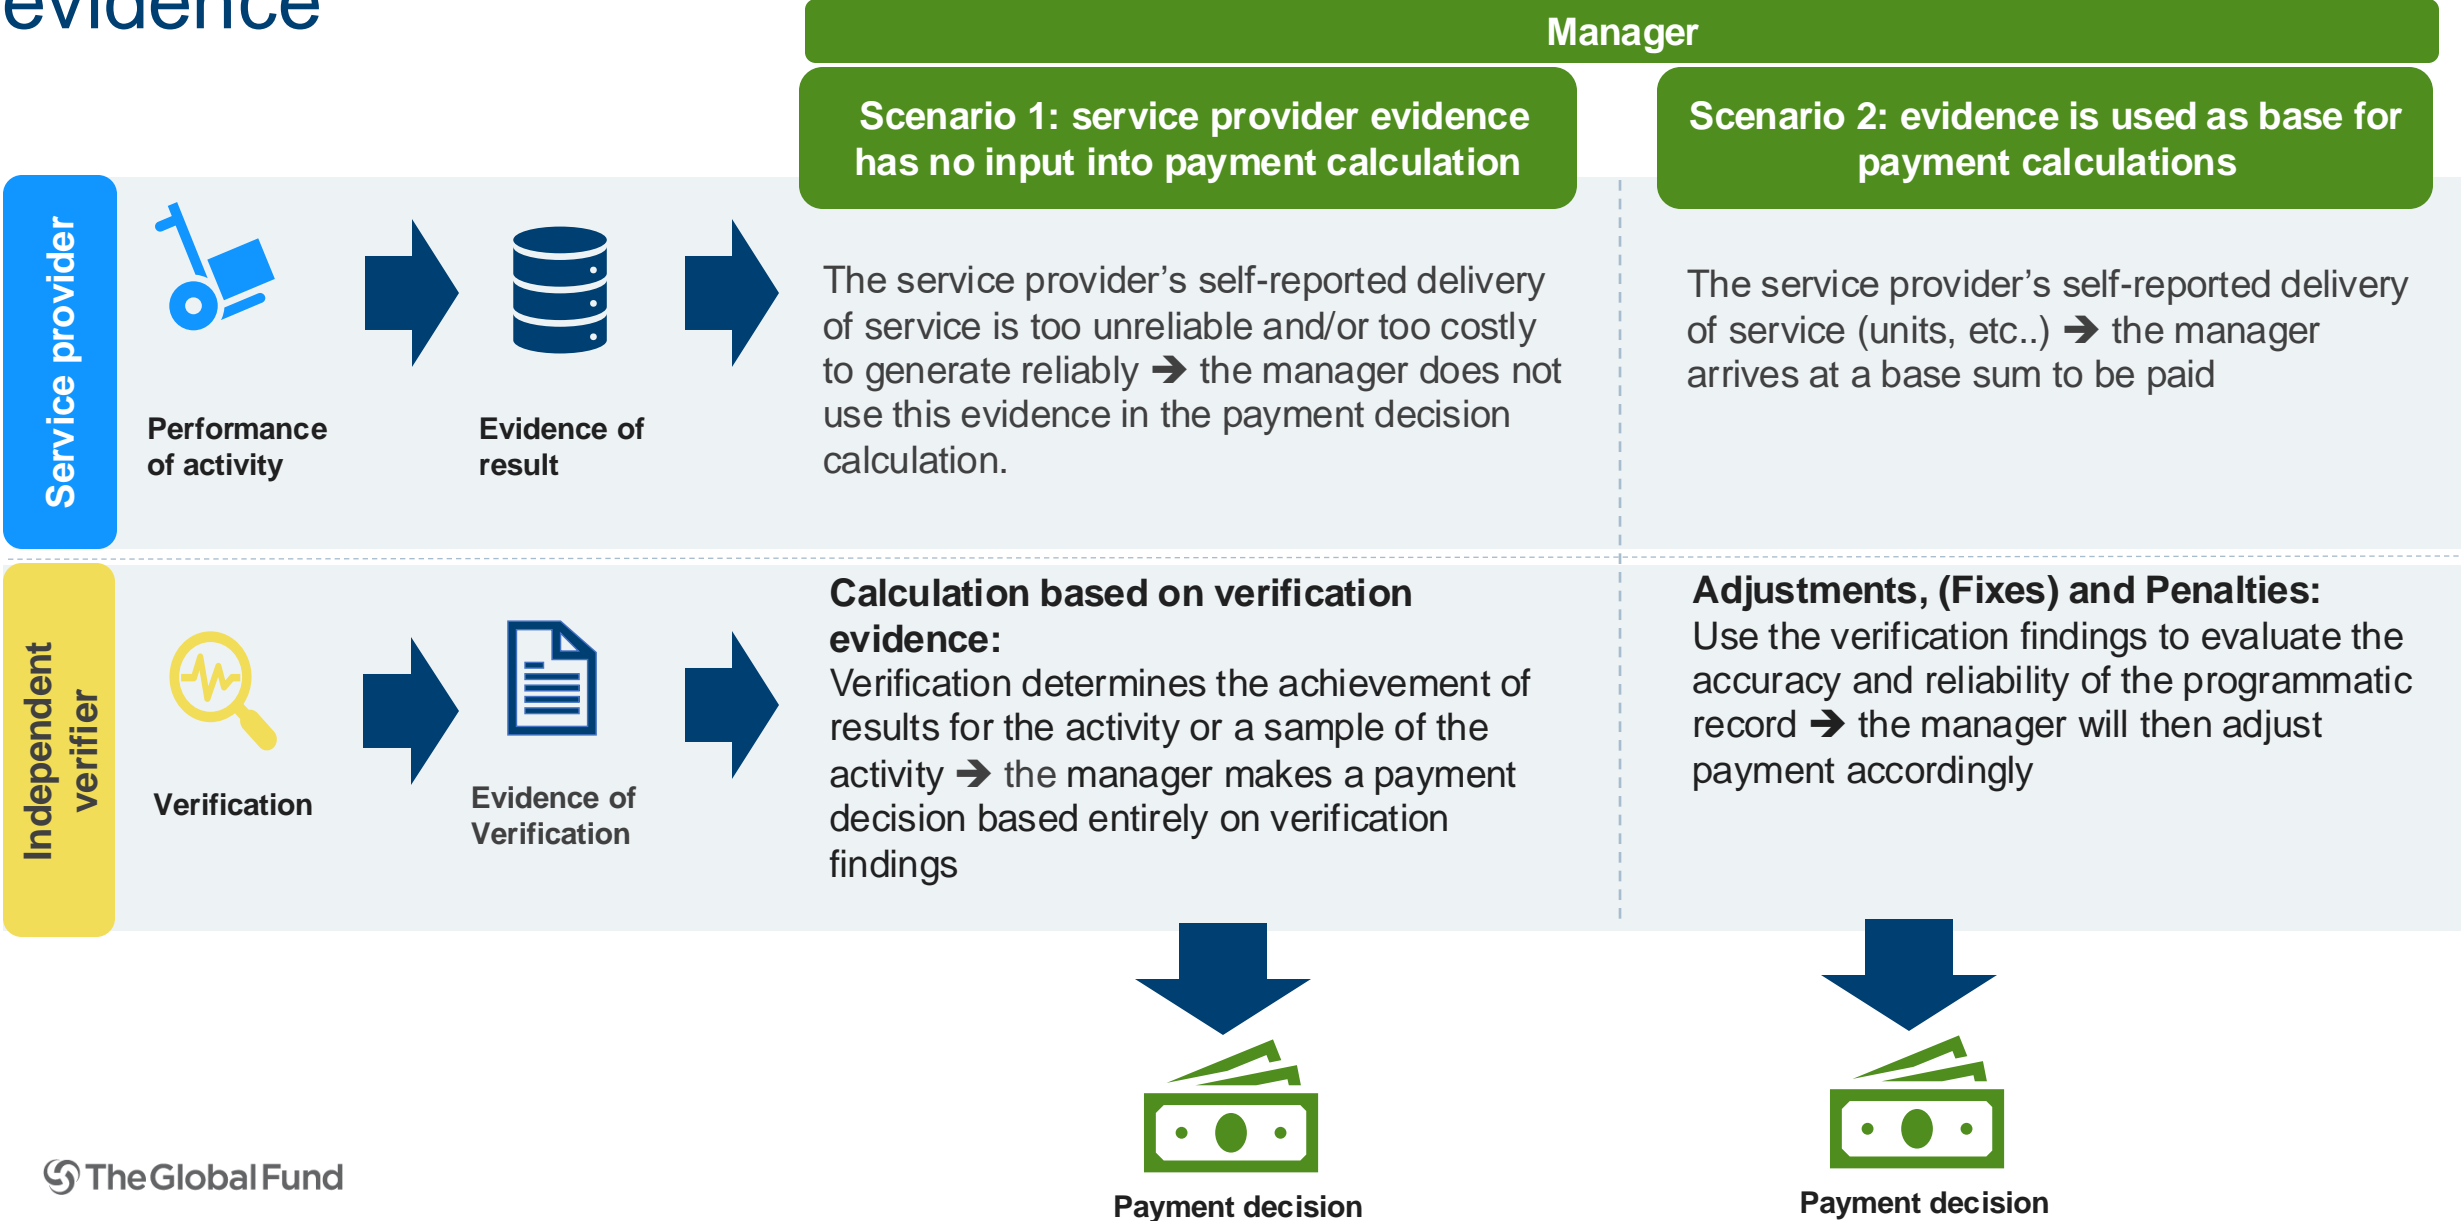 evidence
Manager
Scenario 1: service provider evidence
has no input into payment calculation
Scenario 2: evidence is used as base for
payment calculations
Service provider
Performance
of activity
Evidence of
result
The service provider’s self-reported delivery
of service is too unreliable and/or too costly
to generate reliably ➔ the manager does not
use this evidence in the payment decision
calculation.
The service provider’s self-reported delivery
of service (units, etc..) ➔ the manager
arrives at a base sum to be paid
Independent
verifier
Verification
Evidence of
Verification
Calculation based on verification
evidence:
Verification determines the achievement of
results for the activity or a sample of the
activity ➔ the manager makes a payment
decision based entirely on verification
findings
Adjustments, (Fixes) and Penalties:
Use the verification findings to evaluate the
accuracy and reliability of the programmatic
record ➔ the manager will then adjust
payment accordingly
Payment decision
Payment decision
The Global Fund